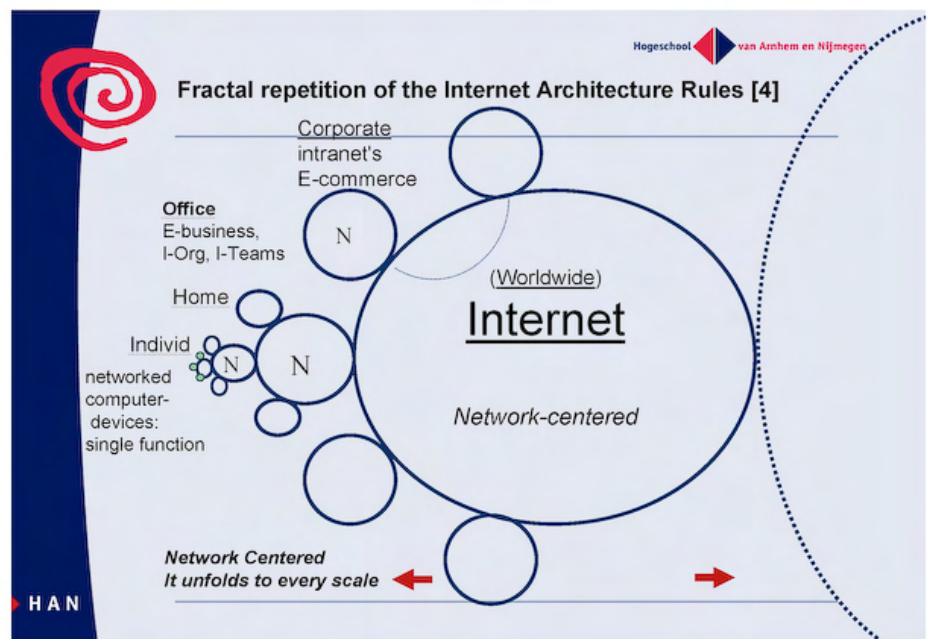 Hogeschool van Arnhem en Nijmegen
Fractal repetition of the Internet Architecture Rules [4]
Corporate
intranet's
E-commerce
Office
E-business,
I-Org, I-Teams
N
(Worldwide)
Internet
Network-centered
Home
Individ
N
N
networked
computer-
devices:
single function
Network Centered
It unfolds to every scale
HAN